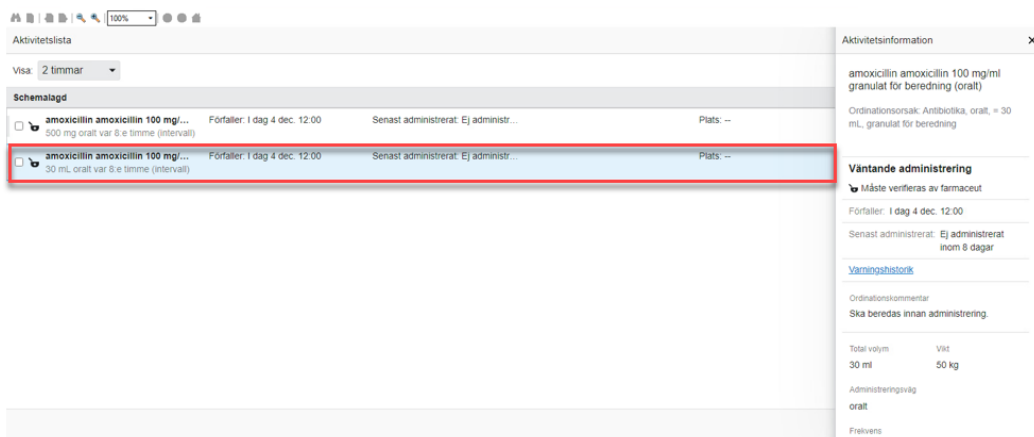 100%
Aktivitetslista
Visa: 2 timmar
Schemalagd
amoxicillin amoxicillin 100 mg/... Förfaller: I dag 4 dec. 12:00 Senast administrerat: Ej administr... Plats: --
500 mg oralt var 8:e timme (intervall)
amoxicillin amoxicillin 100 mg/... Förfaller: I dag 4 dec. 12:00 Senast administrerat: Ej administr... Plats: --
30 mL oralt var 8:e timme (intervall)
Aktivitetsinformation
amoxicillin amoxicillin 100 mg/ml
granulat för beredning (oralt)
Ordinationsorsak: Antibiotika, oralt, = 30
mL, granulat för beredning
Väntande administrering
Måste verifieras av farmaceut
Förfaller: I dag 4 dec. 12:00
Senast administrerat: Ej administrerat
inom 8 dagar
Varningshistorik
Ordinationskommentar
Ska beredas innan administrering.
Total volym Vikt
30 ml 50 kg
Administreringsväg
oralt
Frekvens